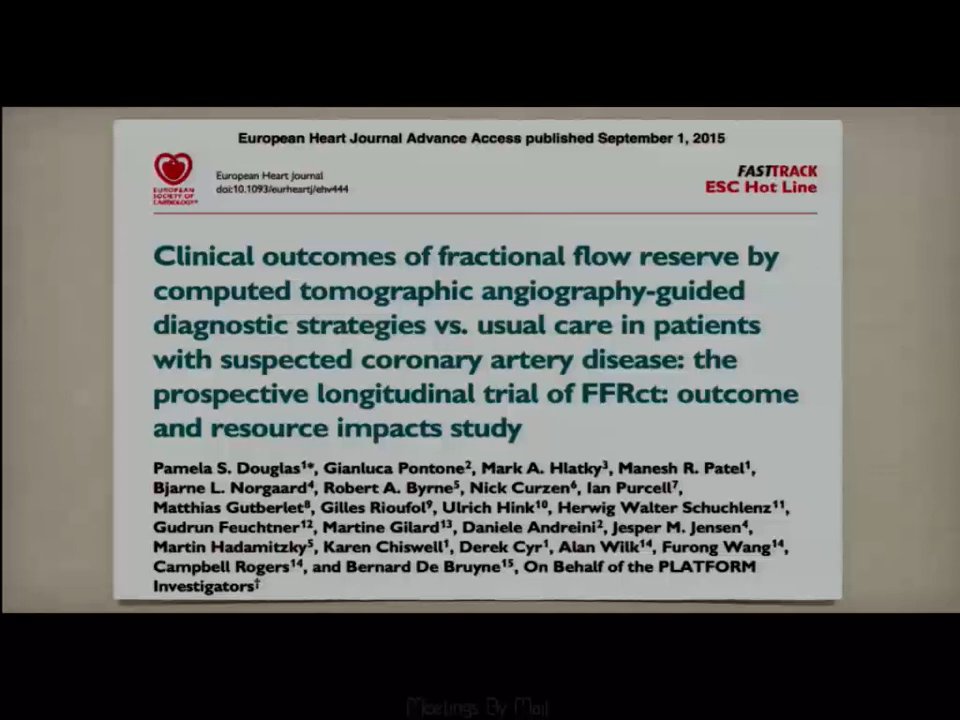 European Heart Journal Advance Access published September 1, 2015
EUROPEAN
SOCIETY OF
CARDIOLOGY®
European Heart Journal
doi:10.1093/eurheartj/ehv444
FASTTRACK
ESC Hot Line
Clinical outcomes of fractional flow reserve by
computed tomographic angiography-guided
diagnostic strategies vs. usual care in patients
with suspected coronary artery disease: the
prospective longitudinal trial of FFRct: outcome
and resource impacts study
Pamela S. Douglas1*, Gianluca Pontone2, Mark A. Hlatky3, Manesh R. Patel1,
Bjarne L. Norgaard4, Robert A. Byrne5, Nick Curzen6, Ian Purcell7,
Matthias Gutberlet8, Gilles Rioufol9, Ulrich Hink10, Herwig Walter Schuchlenz11,
Gudrun Feuchtner12, Martine Gilard13, Daniele Andreini2, Jesper M. Jensen4,
Martin Hadamitzky5, Karen Chiswell1, Derek Cyr1, Alan Wilk14, Furong Wang14,
Campbell Rogers14, and Bernard De Bruyne15, On Behalf of the PLATFORM
Investigators†
Meetings By Mail